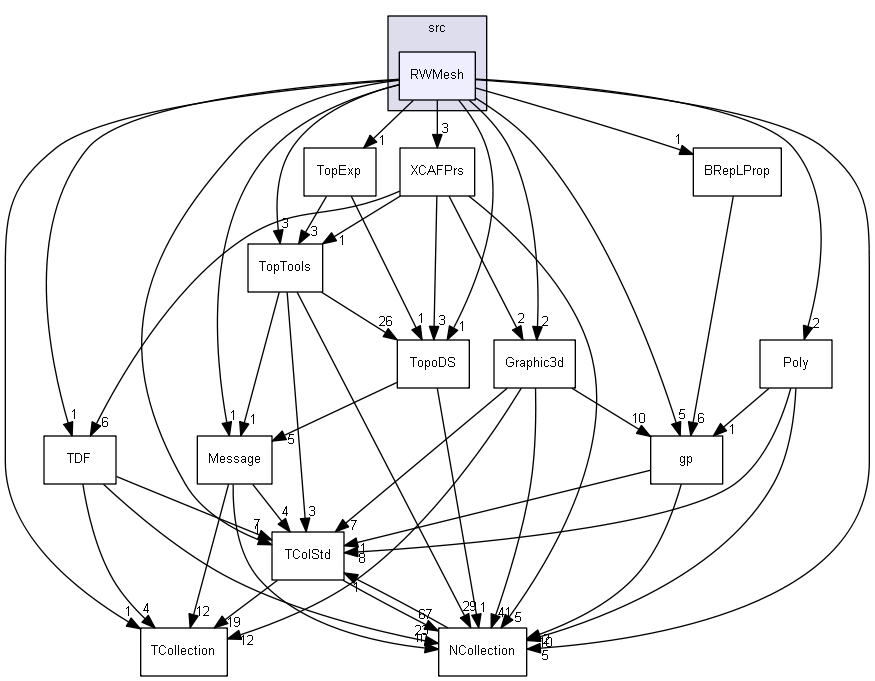 src
RWMesh
1
3
1
TopExp
XCAFPrs
BRepLProp
3
3
1
TopTools
26
1
3
1
2
2
2
TopoDS
Graphic3d
Poly
1
6
1
1
5
10
5
6
1
TDF
Message
gp
7
4
3
7
8
TColStd
1
1
4
12
19
12
67
29
1
41
5
5
TCollection
NCollection